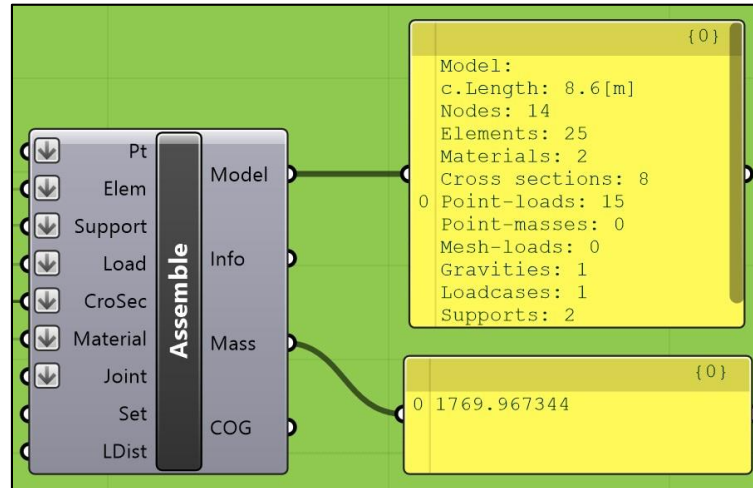 Pt
Elem
Support
Load
CroSec
Material
Joint
Set
LDist
Assemble
Model
Info
Mass
COG
{0}
Model:
c.Length: 8.6[m]
Nodes: 14
Elements: 25
Materials: 2
Cross sections: 8
0 Point-loads: 15
Point-masses: 0
Mesh-loads: 0
Gravities: 1
Loadcases: 1
Supports: 2
{0}
0 1769.967344